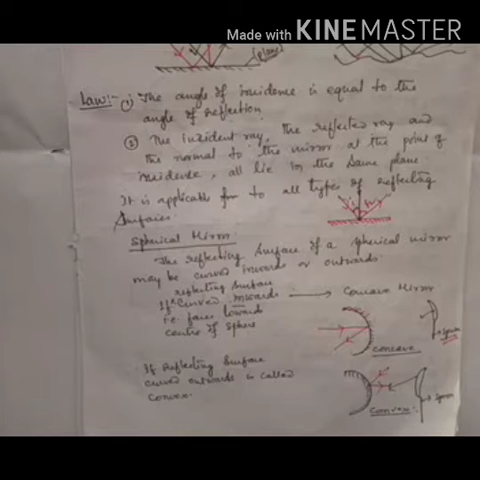 Made with KINEMASTER
(plane)
Law:- (1) The angle of incidence is equal to the
angle of reflection.
(2) The incident ray, the reflected ray and
the normal to the mirror at the point of
incidence, all lie in the same plane.
It is applicable for to all types of reflecting
Surfaces.
Spherical Mirror
The reflecting surface of a spherical mirror
may be curved inwards or outwards.
reflecting surface
If curved inwards → Concave Mirror
i.e. faces towards
centre of sphere
Spoon
concave
If Reflecting Surface
curved outwards is called
Convex.
Spoon
Convex.